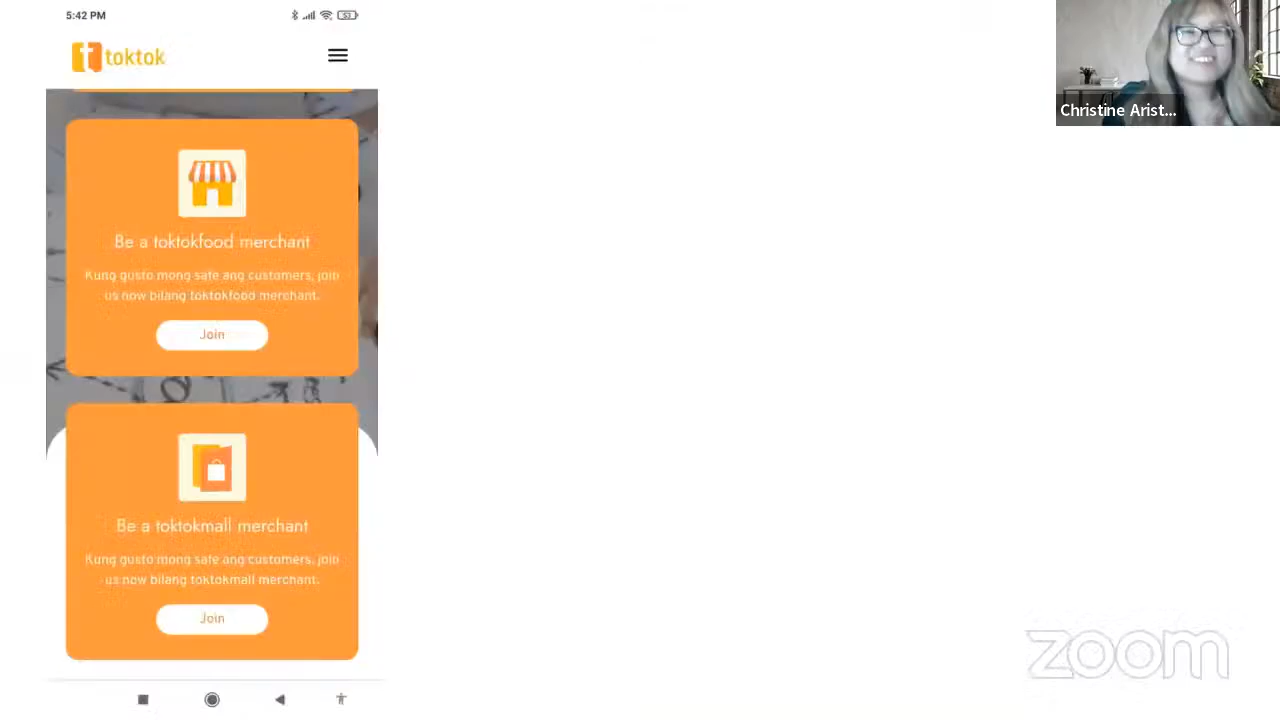 5:42 PM
53
toktok
Be a toktokfood merchant
Kung gusto mong safe ang customers, join
us now bilang toktokfood merchant.
Join
Be a toktokmall merchant
Kung gusto mong safe ang customers, join
us now bilang toktokmall merchant.
Join
Christine Arist...
zoom